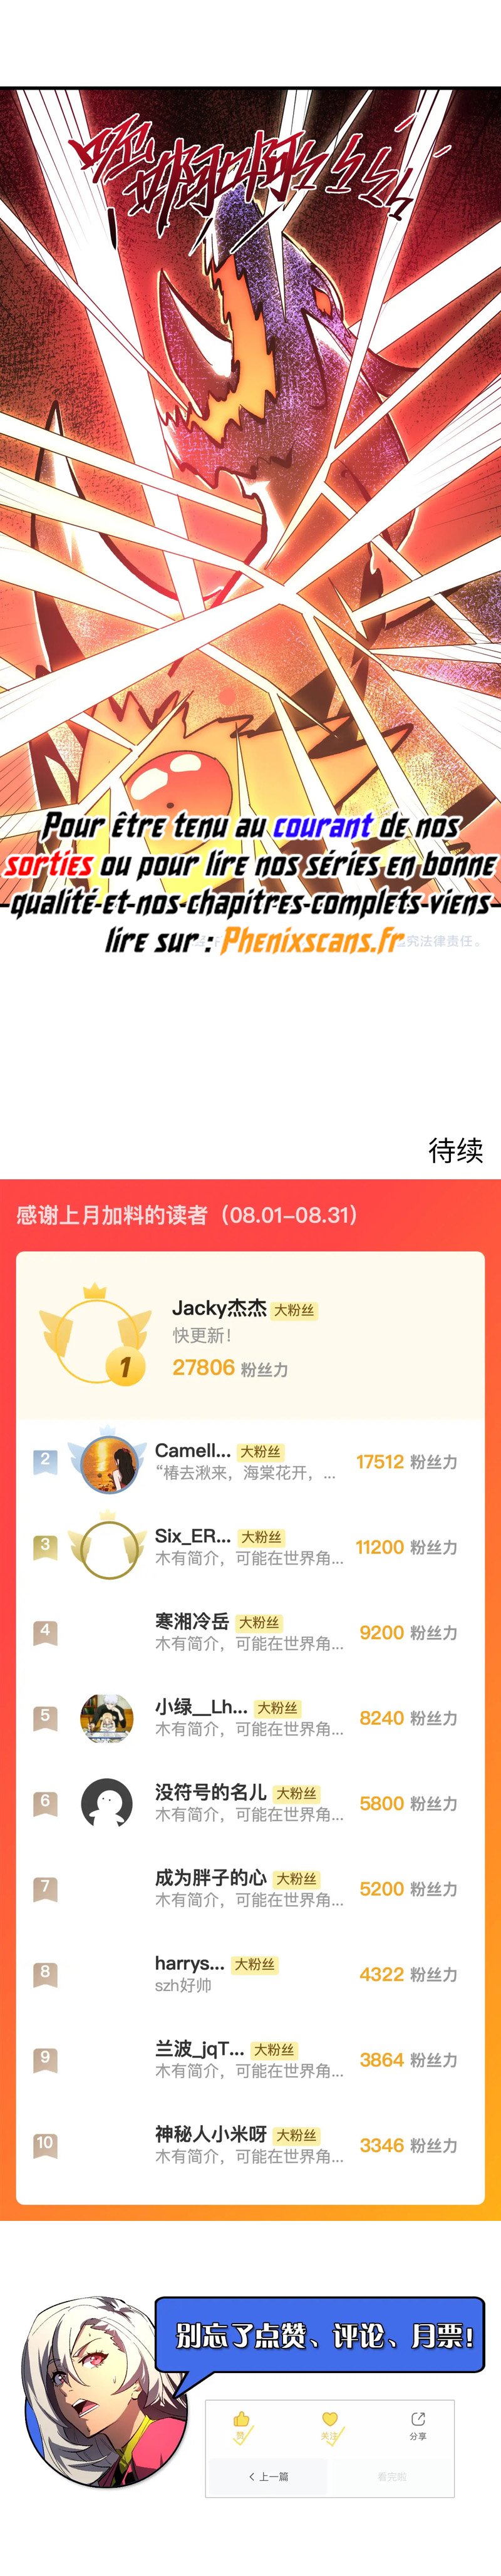 呃啊啊
Pour être tenu au courant de nos
sorties ou pour lire nos séries en bonne
qualité et nos chapitres complets viens
lire sur : Phenixscans.fr
究法律责任。
待续
感谢上月加料的读者（08.01-08.31）
Jacky杰杰 大粉丝
快更新！
1
27806 粉丝力
2
Camell... 大粉丝
“椿去湫来，海棠花开，...
17512 粉丝力
3
Six_ER... 大粉丝
木有简介，可能在世界角...
11200 粉丝力
4
寒湘冷岳 大粉丝
木有简介，可能在世界角...
9200 粉丝力
5
小绿__Lh... 大粉丝
木有简介，可能在世界角...
8240 粉丝力
6
没符号的名儿 大粉丝
木有简介，可能在世界角...
5800 粉丝力
7
成为胖子的心 大粉丝
木有简介，可能在世界角...
5200 粉丝力
8
harrys... 大粉丝
szh好帅
4322 粉丝力
9
兰波_jqT... 大粉丝
木有简介，可能在世界角...
3864 粉丝力
10
神秘人小米呀 大粉丝
木有简介，可能在世界角...
3346 粉丝力
别忘了点赞、评论、月票！
赞 关注 分享
上一篇 看完啦